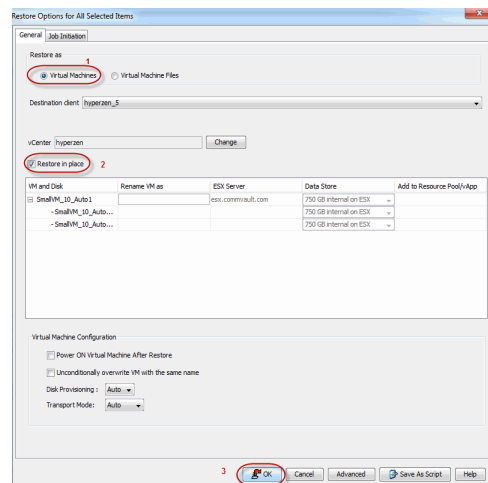 Restore Options for All Selected Items
General Job Initiation
Restore as
1
Virtual Machines Virtual Machine Files
Destination client hyperzen_5
vCenter hyperzen Change
Restore in place 2
VM and Disk Rename VM as ESX Server Data Store Add to Resource Pool/vApp
SmallVM_10_Auto1 esx.commvault.com 750 GB internal on ESX
- SmallVM_10_Auto... 750 GB internal on ESX
- SmallVM_10_Auto... 750 GB internal on ESX
Virtual Machine Configuration
Power ON Virtual Machine After Restore
Unconditionally overwrite VM with the same name
Disk Provisioning : Auto
Transport Mode: Auto
3 OK Cancel Advanced Save As Script Help